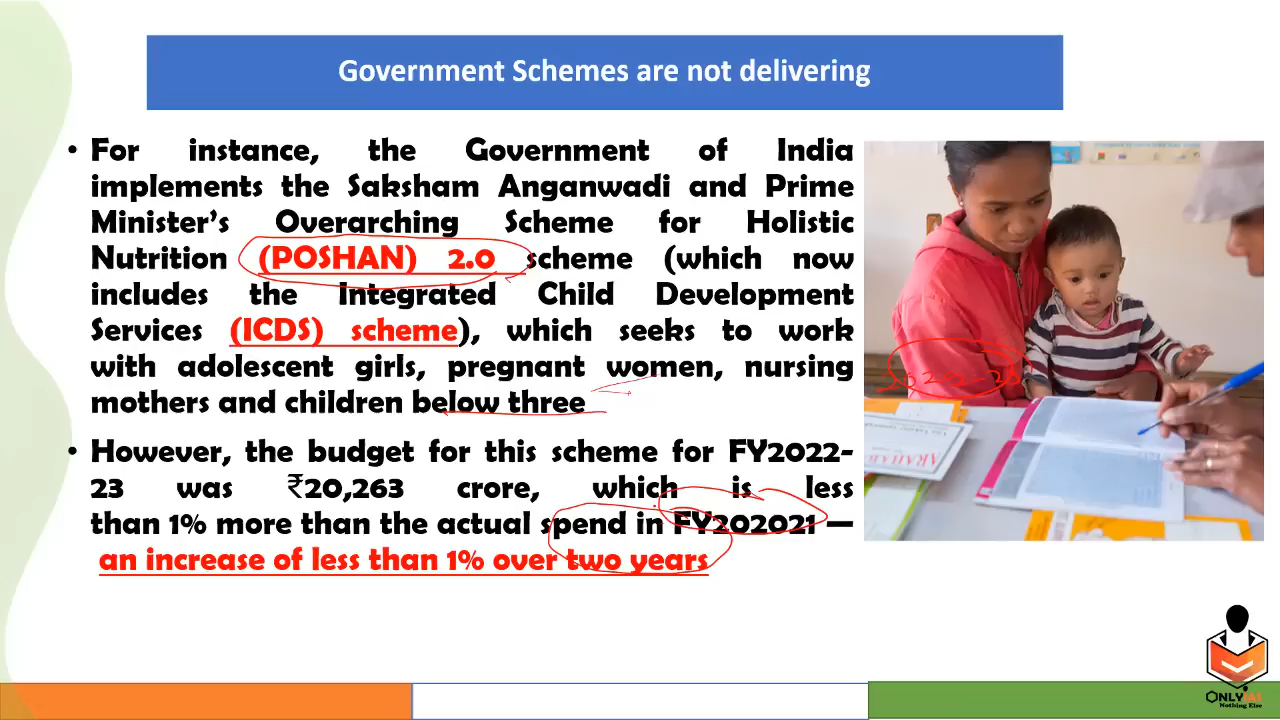 Government Schemes are not delivering
• For instance, the Government of India
implements the Saksham Anganwadi and Prime
Minister's Overarching Scheme for Holistic
Nutrition (POSHAN) 2.0 scheme (which now
includes the Integrated Child Development
Services (ICDS) scheme), which seeks to work
with adolescent girls, pregnant women, nursing
mothers and children below three
2022-23
ARAHABA
• However, the budget for this scheme for FY2022-
23 was ₹20,263 crore, which is less
than 1% more than the actual spend in FY202021 —
an increase of less than 1% over two years
ONLYIAS
Nothing Else